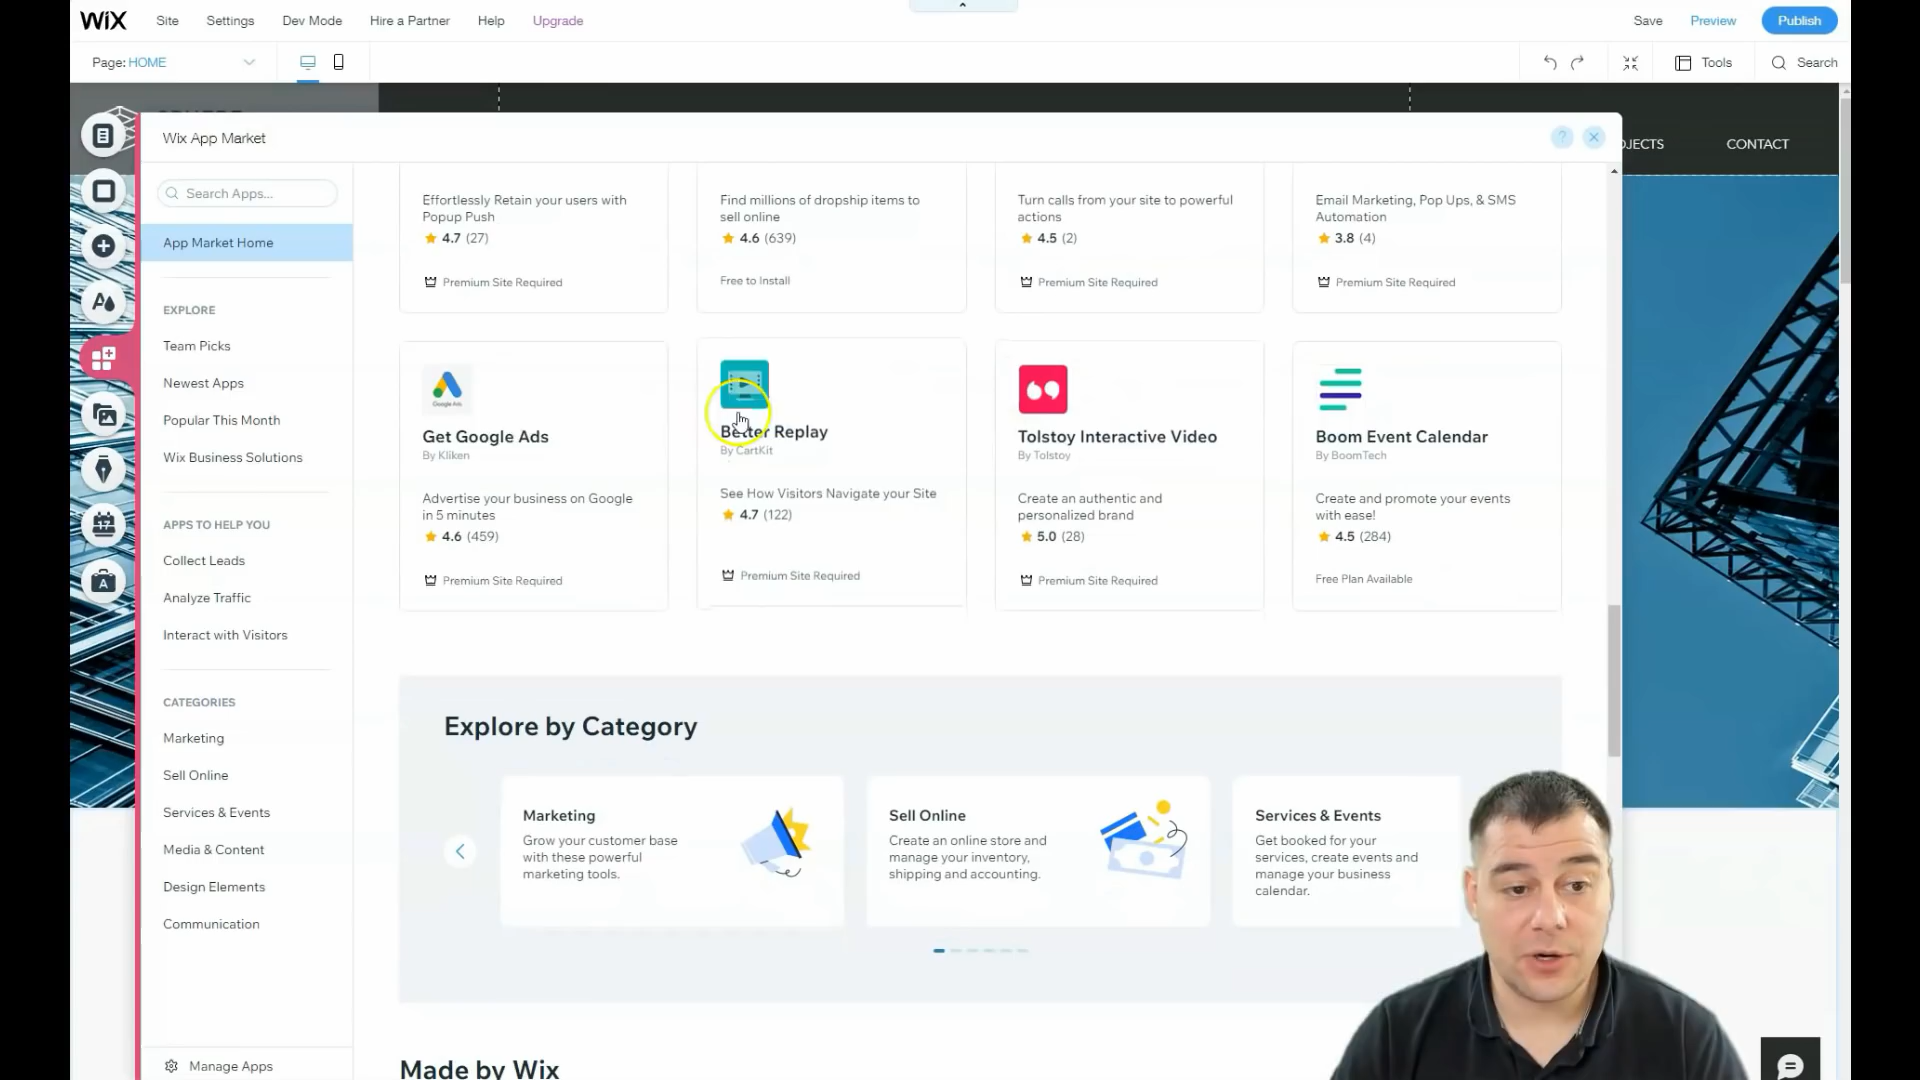 WIX Site Settings Dev Mode Hire a Partner Help Upgrade Save Preview Publish
Page: HOME Tools Search
Wix App Market ?
OJECTS CONTACT
Search Apps...
App Market Home
EXPLORE
Team Picks
Newest Apps
Popular This Month
Wix Business Solutions
APPS TO HELP YOU
Collect Leads
Analyze Traffic
Interact with Visitors
CATEGORIES
Marketing
Sell Online
Services & Events
Media & Content
Design Elements
Communication
Manage Apps
Effortlessly Retain your users with
Popup Push
4.7 (27)
Premium Site Required
Find millions of dropship items to
sell online
4.6 (639)
Free to Install
Turn calls from your site to powerful
actions
4.5 (2)
Premium Site Required
Email Marketing, Pop Ups, & SMS
Automation
3.8 (4)
Premium Site Required
Google Ads
Get Google Ads
By Kliken
Advertise your business on Google
in 5 minutes
4.6 (459)
Premium Site Required
Better Replay
By CartKit
See How Visitors Navigate your Site
4.7 (122)
Premium Site Required
Tolstoy Interactive Video
By Tolstoy
Create an authentic and
personalized brand
5.0 (28)
Premium Site Required
Boom Event Calendar
By BoomTech
Create and promote your events
with ease!
4.5 (284)
Free Plan Available
Explore by Category
Marketing
Grow your customer base
with these powerful
marketing tools.
Sell Online
Create an online store and
manage your inventory,
shipping and accounting.
Services & Events
Get booked for your
services, create events and
manage your business
calendar.
Made by Wix